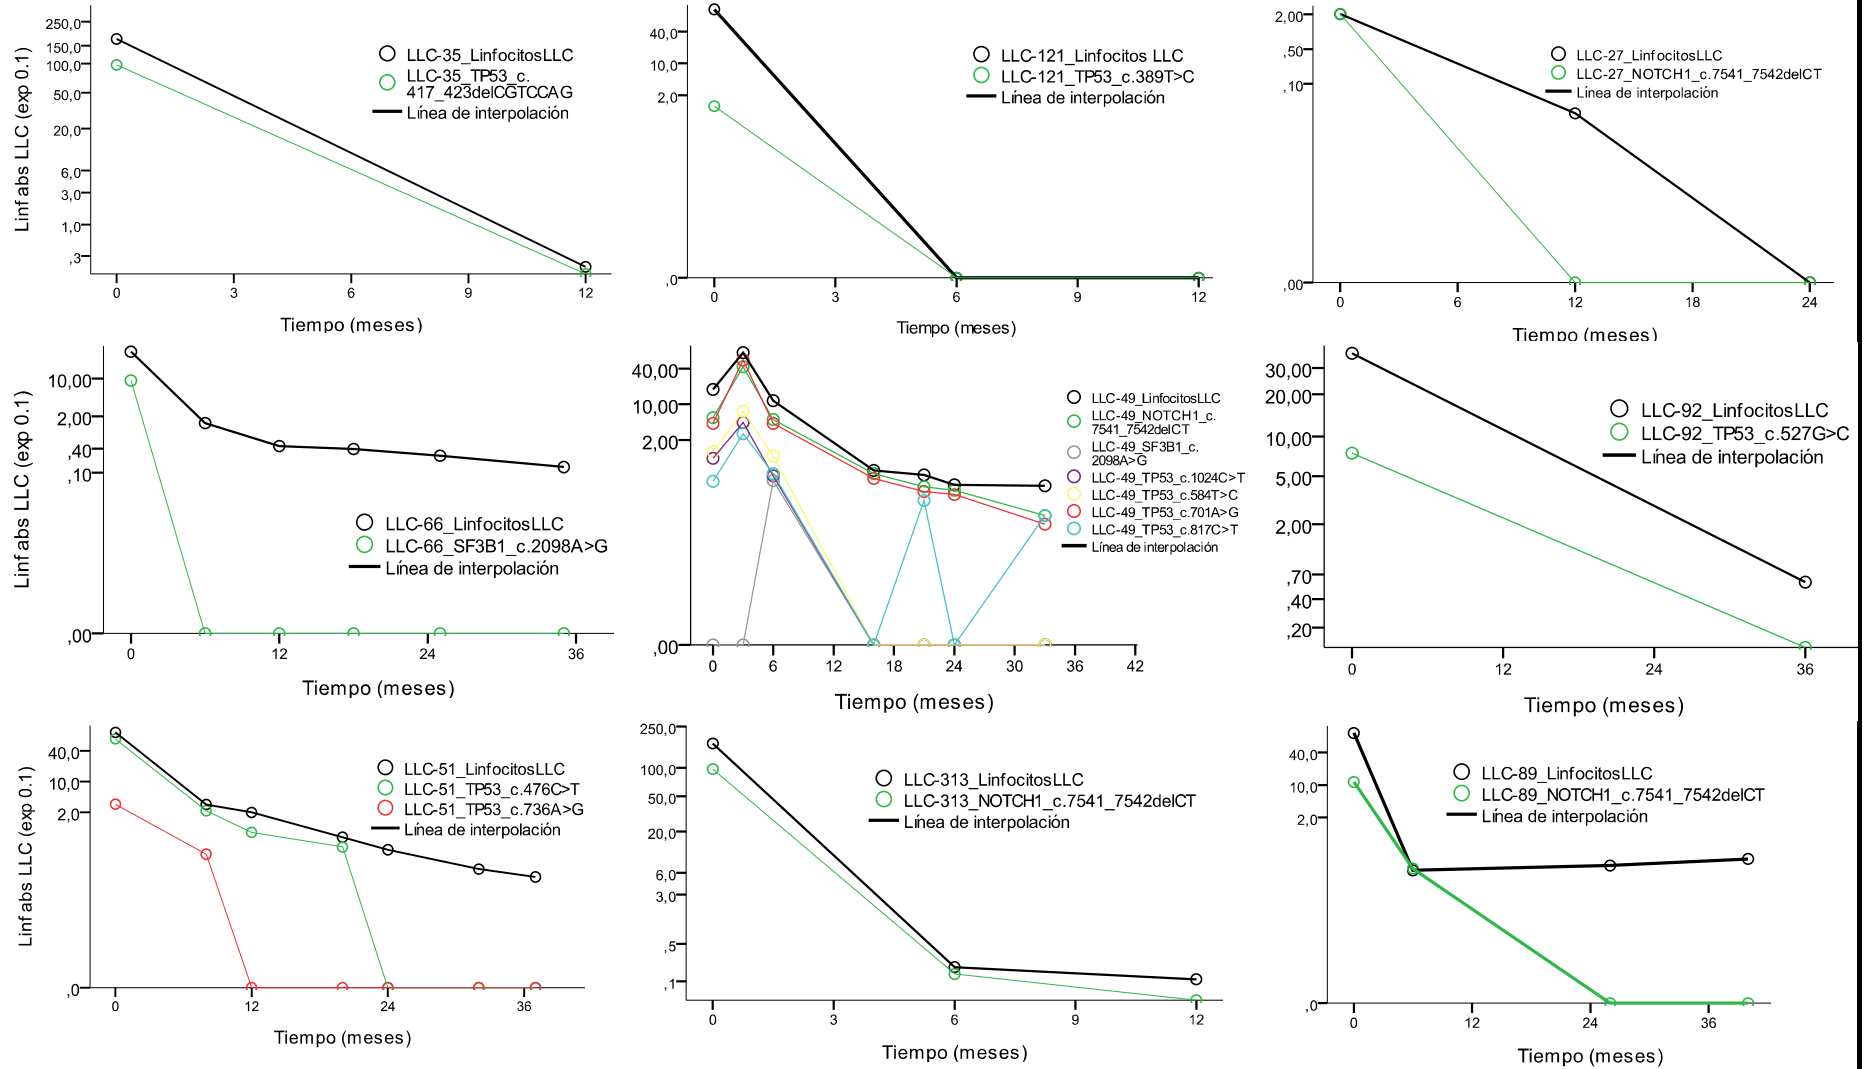 Linf abs LLC (exp 0.1)
250,0
150,0
100,0
50,0
20,0
6,0
3,0
1,0
,3
LLC-35_LinfocitosLLC
LLC-35_TP53_c.
417_423delCGTCCAG
Línea de interpolación
0 3 6 9 12
Tiempo (meses)
40,0
10,0
2,0
,0
LLC-121_Linfocitos LLC
LLC-121_TP53_c.389T>C
Línea de interpolación
0 3 6 9 12
Tiempo (meses)
2,00
,50
,10
,00
LLC-27_LinfocitosLLC
LLC-27_NOTCH1_c.7541_7542delCT
Línea de interpolación
0 6 12 18 24
Tiempo (meses)
Linf abs LLC (exp 0.1)
10,00
2,00
,40
,10
,00
LLC-66_LinfocitosLLC
LLC-66_SF3B1_c.2098A>G
Línea de interpolación
0 12 24 36
Tiempo (meses)
40,00
10,00
2,00
,00
LLC-49_LinfocitosLLC
LLC-49_NOTCH1_c.
7541_7542delCT
LLC-49_SF3B1_c.
2098A>G
LLC-49_TP53_c.1024C>T
LLC-49_TP53_c.584T>C
LLC-49_TP53_c.701A>G
LLC-49_TP53_c.817C>T
Línea de interpolación
0 6 12 18 24 30 36 42
Tiempo (meses)
30,00
20,00
10,00
5,00
2,00
,70
,40
,20
LLC-92_LinfocitosLLC
LLC-92_TP53_c.527G>C
Línea de interpolación
0 12 24 36
Tiempo (meses)
Linf abs LLC (exp 0.1)
40,0
10,0
2,0
,0
LLC-51_LinfocitosLLC
LLC-51_TP53_c.476C>T
LLC-51_TP53_c.736A>G
Línea de interpolación
0 12 24 36
Tiempo (meses)
250,0
100,0
50,0
20,0
6,0
3,0
,5
,1
LLC-313_LinfocitosLLC
LLC-313_NOTCH1_c.7541_7542delCT
Línea de interpolación
0 3 6 9 12
Tiempo (meses)
40,0
10,0
2,0
,0
LLC-89_LinfocitosLLC
LLC-89_NOTCH1_c.7541_7542delCT
Línea de interpolación
0 12 24 36
Tiempo (meses)